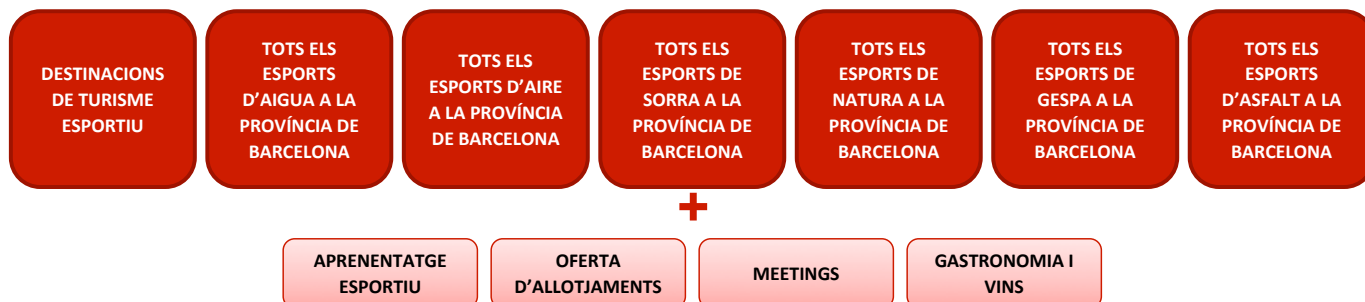 DESTINACIONS
DE TURISME
ESPORTIU
TOTS ELS
ESPORTS
D’AIGUA A LA
PROVÍNCIA DE
BARCELONA
TOTS ELS
ESPORTS D’AIRE
A LA PROVÍNCIA
DE BARCELONA
TOTS ELS
ESPORTS DE
SORRA A LA
PROVÍNCIA DE
BARCELONA
TOTS ELS
ESPORTS DE
NATURA A LA
PROVÍNCIA DE
BARCELONA
TOTS ELS
ESPORTS DE
GESPA A LA
PROVÍNCIA DE
BARCELONA
TOTS ELS
ESPORTS
D’ASFALT A LA
PROVÍNCIA DE
BARCELONA
+
APRENENTATGE
ESPORTIU
OFERTA
D’ALLOTJAMENTS
MEETINGS
GASTRONOMIA I
VINS